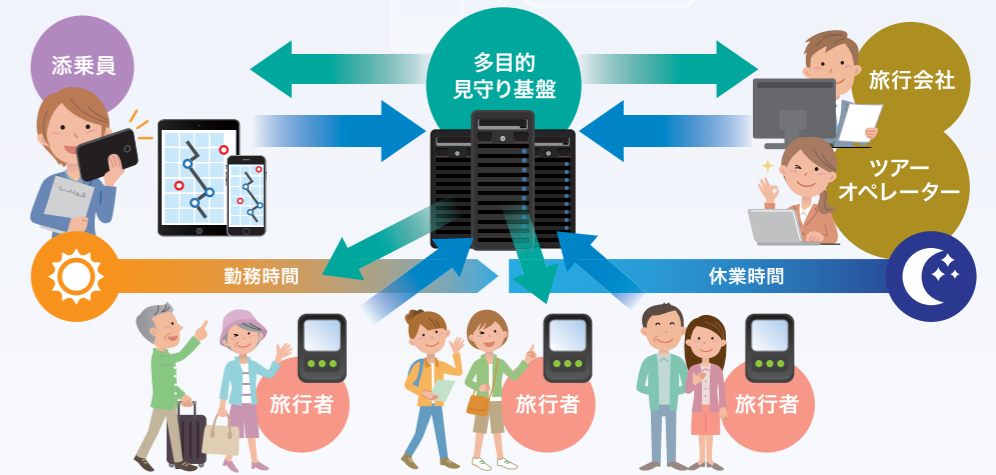 添乗員
多目的
見守り基盤
旅行会社
ツアー
オペレーター
勤務時間
休業時間
旅行者
旅行者
旅行者